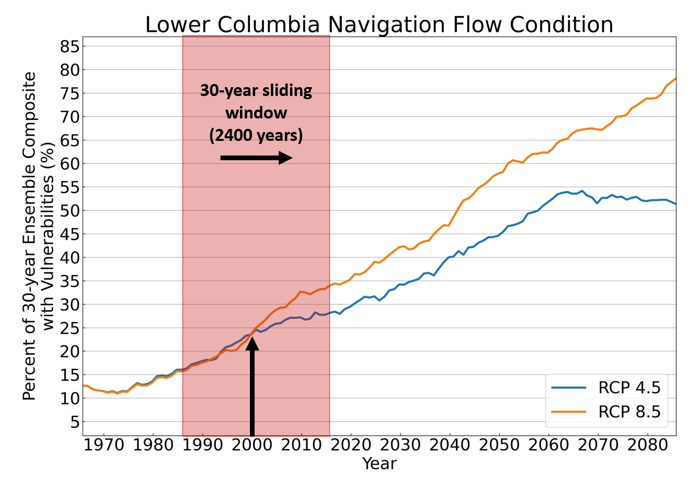 Lower Columbia Navigation Flow Condition
Percent of 30-year Ensemble Composite
with Vulnerabilities (%)
85
80
75
70
65
60
55
50
45
40
35
30
25
20
15
10
5
30-year sliding
window
(2400 years)
RCP 4.5
RCP 8.5
1970 1980 1990 2000 2010 2020 2030 2040 2050 2060 2070 2080
Year